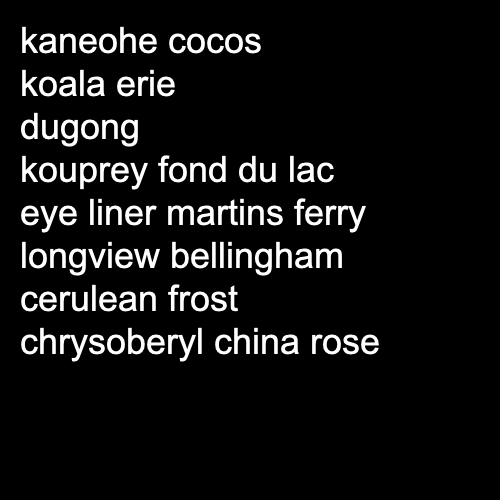 kaneohe cocos
koala erie
dugong
kouprey fond du lac
eye liner martins ferry
longview bellingham
cerulean frost
chrysoberyl china rose